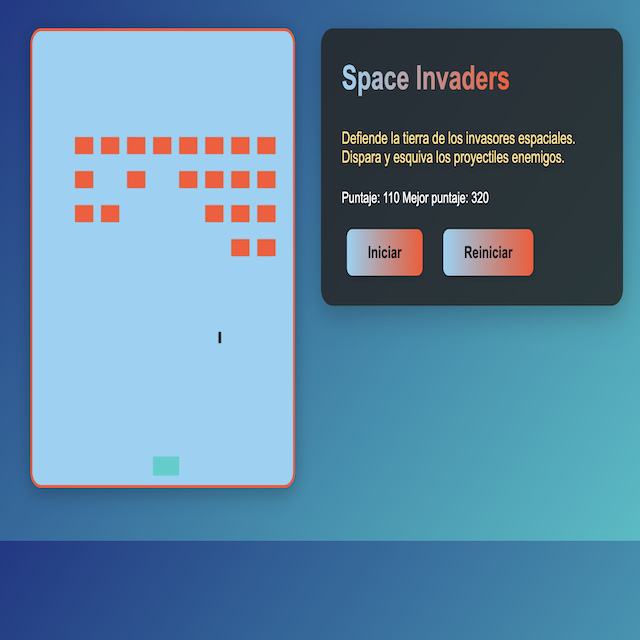 Space Invaders
Defiende la tierra de los invasores espaciales.
Dispara y esquiva los proyectiles enemigos.
Puntaje: 110 Mejor puntaje: 320
Iniciar
Reiniciar